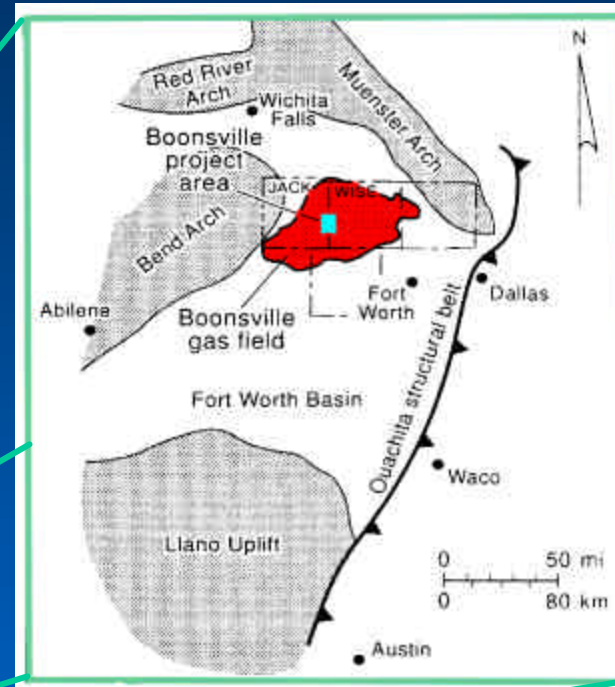 N
Red River
Arch
Muenster Arch
Wichita
Falls
Boonsville
project
area
JACK
WISE
Bend Arch
Fort
Worth
Dallas
Abilene
Boonsville
gas field
Ouachita structural belt
Fort Worth Basin
Waco
Llano Uplift
0 50 mi
0 80 km
Austin